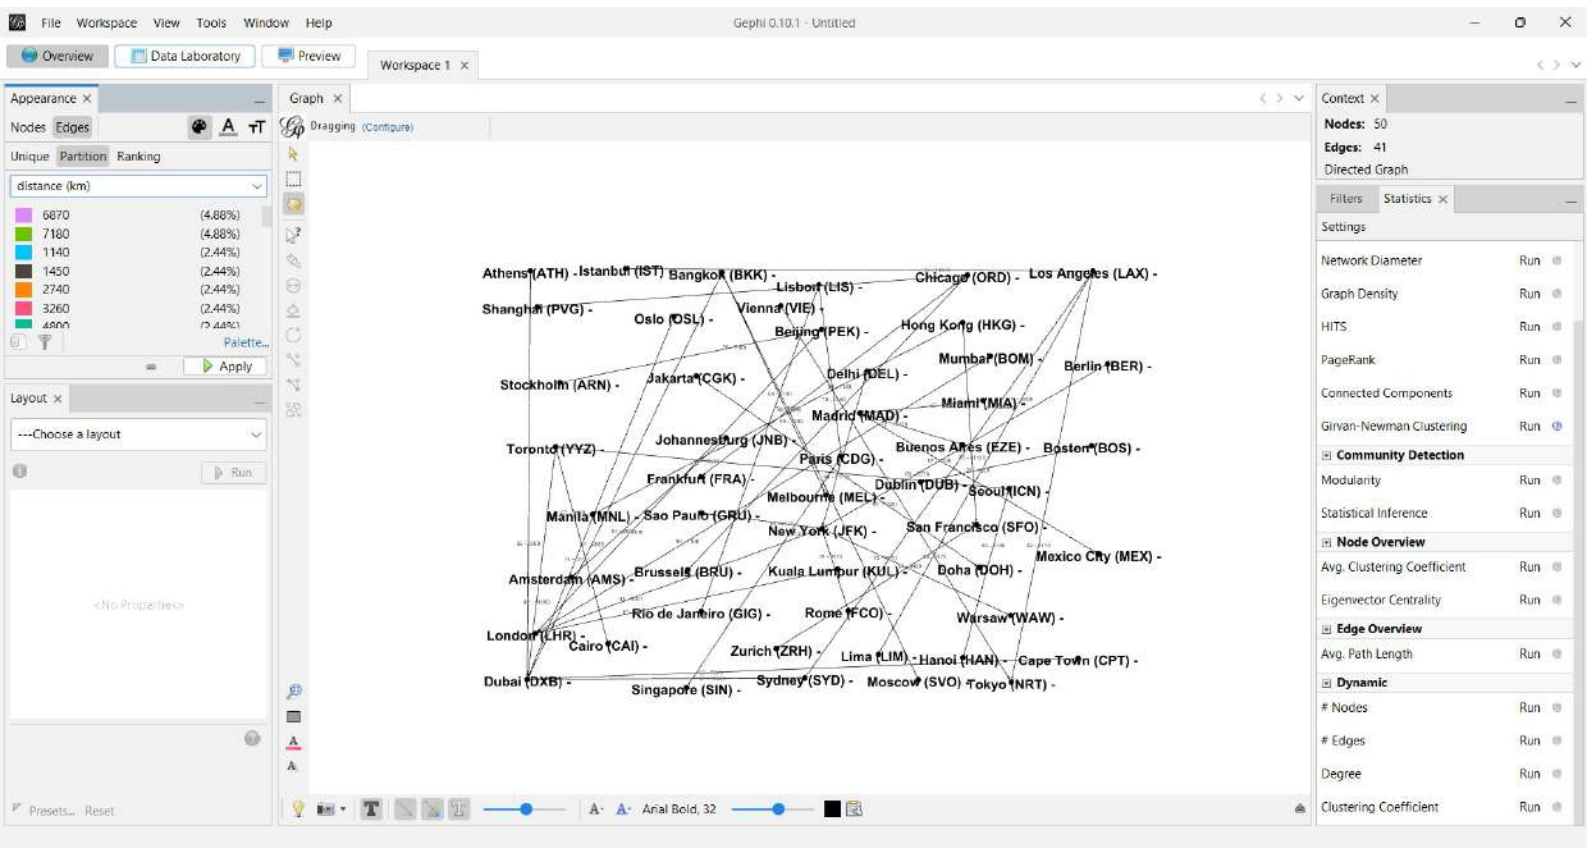 File Workspace View Tools Window Help
Gephi 0.10.1 - Untitled
Overview Data Laboratory Preview
Workspace 1
Appearance
Nodes Edges
Unique Partition Ranking
distance (km)
6870 (4.88%)
7180 (4.88%)
1140 (2.44%)
1450 (2.44%)
2740 (2.44%)
3260 (2.44%)
4800 (2.44%)
Palette...
Apply
Layout
---Choose a layout
Run
<No Properties>
Presets... Reset
Graph
Dragging (Configure)
Athens (ATH) -
Istanbul (IST)
Bangkok (BKK) -
Chicago (ORD) -
Los Angeles (LAX) -
Lisbon (LIS) -
Shanghai (PVG) -
Vienna (VIE)
Oslo (OSL) -
Beijing (PEK) -
Hong Kong (HKG) -
Mumbai (BOM) -
Berlin (BER) -
Stockholm (ARN) -
Jakarta (CGK) -
Delhi (DEL) -
Miami (MIA) -
Madrid (MAD) -
Toronto (YYZ) -
Johannesburg (JNB) -
Buenos Aires (EZE) -
Boston (BOS) -
Paris (CDG) -
Frankfurt (FRA) -
Dublin (DUB) -
Seoul (ICN) -
Melbourne (MEL) -
Manila (MNL) -
Sao Paulo (GRU) -
New York (JFK) -
San Francisco (SFO) -
Mexico City (MEX) -
Amsterdam (AMS) -
Brussels (BRU) -
Kuala Lumpur (KUL) -
Doha (DOH) -
Rio de Janeiro (GIG) -
Rome (FCO) -
Warsaw (WAW) -
London (LHR) -
Cairo (CAI) -
Zurich (ZRH) -
Lima (LIM) -
Hanoi (HAN) -
Cape Town (CPT) -
Dubai (DXB) -
Singapore (SIN) -
Sydney (SYD) -
Moscow (SVO) -
Tokyo (NRT) -
Arial Bold, 32
Context
Nodes: 50
Edges: 41
Directed Graph
Filters Statistics
Settings
Network Diameter Run
Graph Density Run
HITS Run
PageRank Run
Connected Components Run
Girvan-Newman Clustering Run
Community Detection
Modularity Run
Statistical Inference Run
Node Overview
Avg. Clustering Coefficient Run
Eigenvector Centrality Run
Edge Overview
Avg. Path Length Run
Dynamic
# Nodes Run
# Edges Run
Degree Run
Clustering Coefficient Run